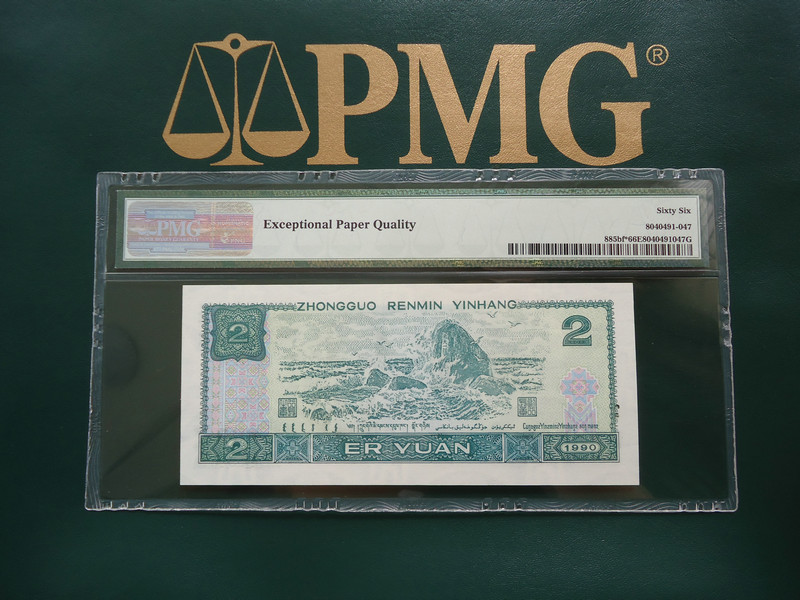 PMG®
PMG
Exceptional Paper Quality
Sixty Six
8040491-047
885bf*66E8040491047G
ZHONGGUO RENMIN YINHANG
2
2
2
ER YUAN
1990